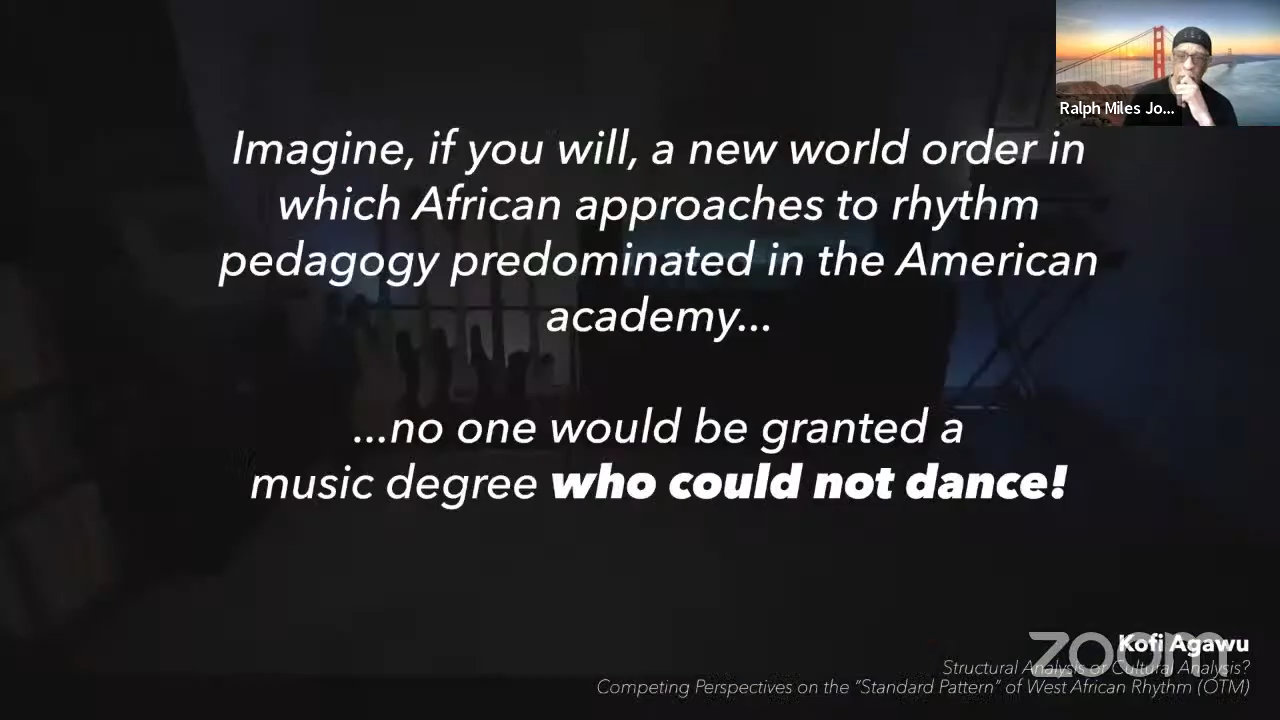 Ralph Miles Jo...
Imagine, if you will, a new world order in
which African approaches to rhythm
pedagogy predominated in the American
academy...
...no one would be granted a
music degree who could not dance!
zoom
Kofi Agawu
Structural Analysis or Cultural Analysis?
Competing Perspectives on the "Standard Pattern" of West African Rhythm (OTM)